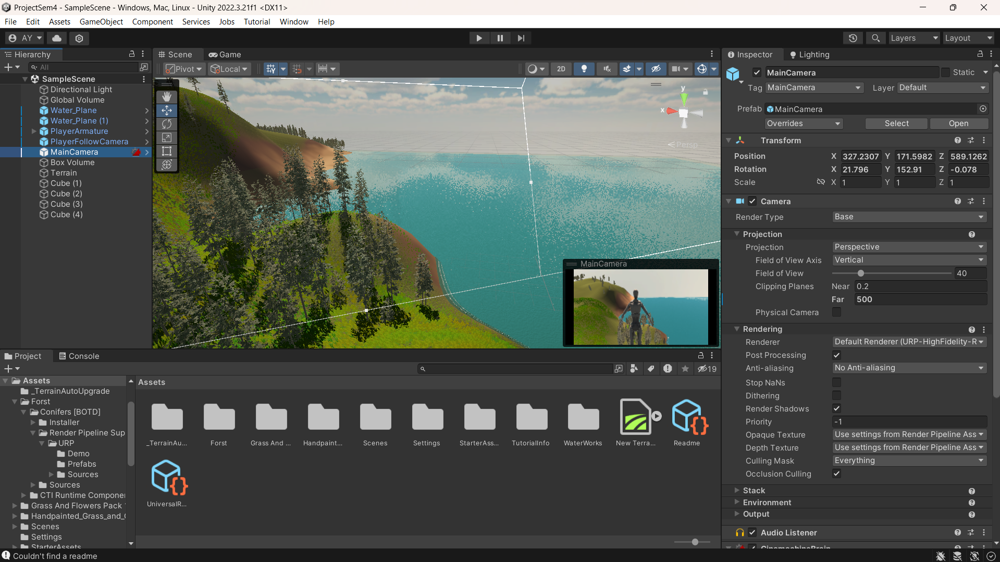 ProjectSem4 - SampleScene - Windows, Mac, Linux - Unity 2022.3.21f1 <DX11>
File Edit Assets GameObject Component Services Jobs Tutorial Window Help
AY
Layers
Layout
Hierarchy
All
SampleScene
Directional Light
Global Volume
Water_Plane
Water_Plane (1)
PlayerArmature
PlayerFollowCamera
MainCamera
Box Volume
Terrain
Cube (1)
Cube (2)
Cube (3)
Cube (4)
Scene Game
Pivot Local 2D
y
x
Persp
MainCamera
Inspector Lighting
MainCamera Static
Tag MainCamera Layer Default
Prefab MainCamera
Overrides Select Open
Transform
Position X 327.2307 Y 171.5982 Z 589.1262
Rotation X 21.796 Y 152.91 Z -0.078
Scale X 1 Y 1 Z 1
Camera
Render Type Base
Projection
Projection Perspective
Field of View Axis Vertical
Field of View 40
Clipping Planes Near 0.2
Far 500
Physical Camera
Rendering
Renderer Default Renderer (URP-HighFidelity-R
Post Processing
Anti-aliasing No Anti-aliasing
Stop NaNs
Dithering
Render Shadows
Priority -1
Opaque Texture Use settings from Render Pipeline Ass
Depth Texture Use settings from Render Pipeline Ass
Culling Mask Everything
Occlusion Culling
Stack
Environment
Output
Audio Listener
CinemachineBrain
Project Console
19
Assets
_TerrainAutoUpgrade
Forst
Conifers [BOTD]
Installer
Render Pipeline Sup
URP
Demo
Prefabs
Sources
Sources
CTI Runtime Componer
Grass And Flowers Pack
Handpainted_Grass_and_
Scenes
Settings
StarterAssets
Assets
_TerrainAu...
Forst
Grass And ...
Handpaint...
Scenes
Settings
StarterAss...
TutorialInfo
WaterWorks
New Terra...
Readme
UniversalR...
Couldn't find a readme